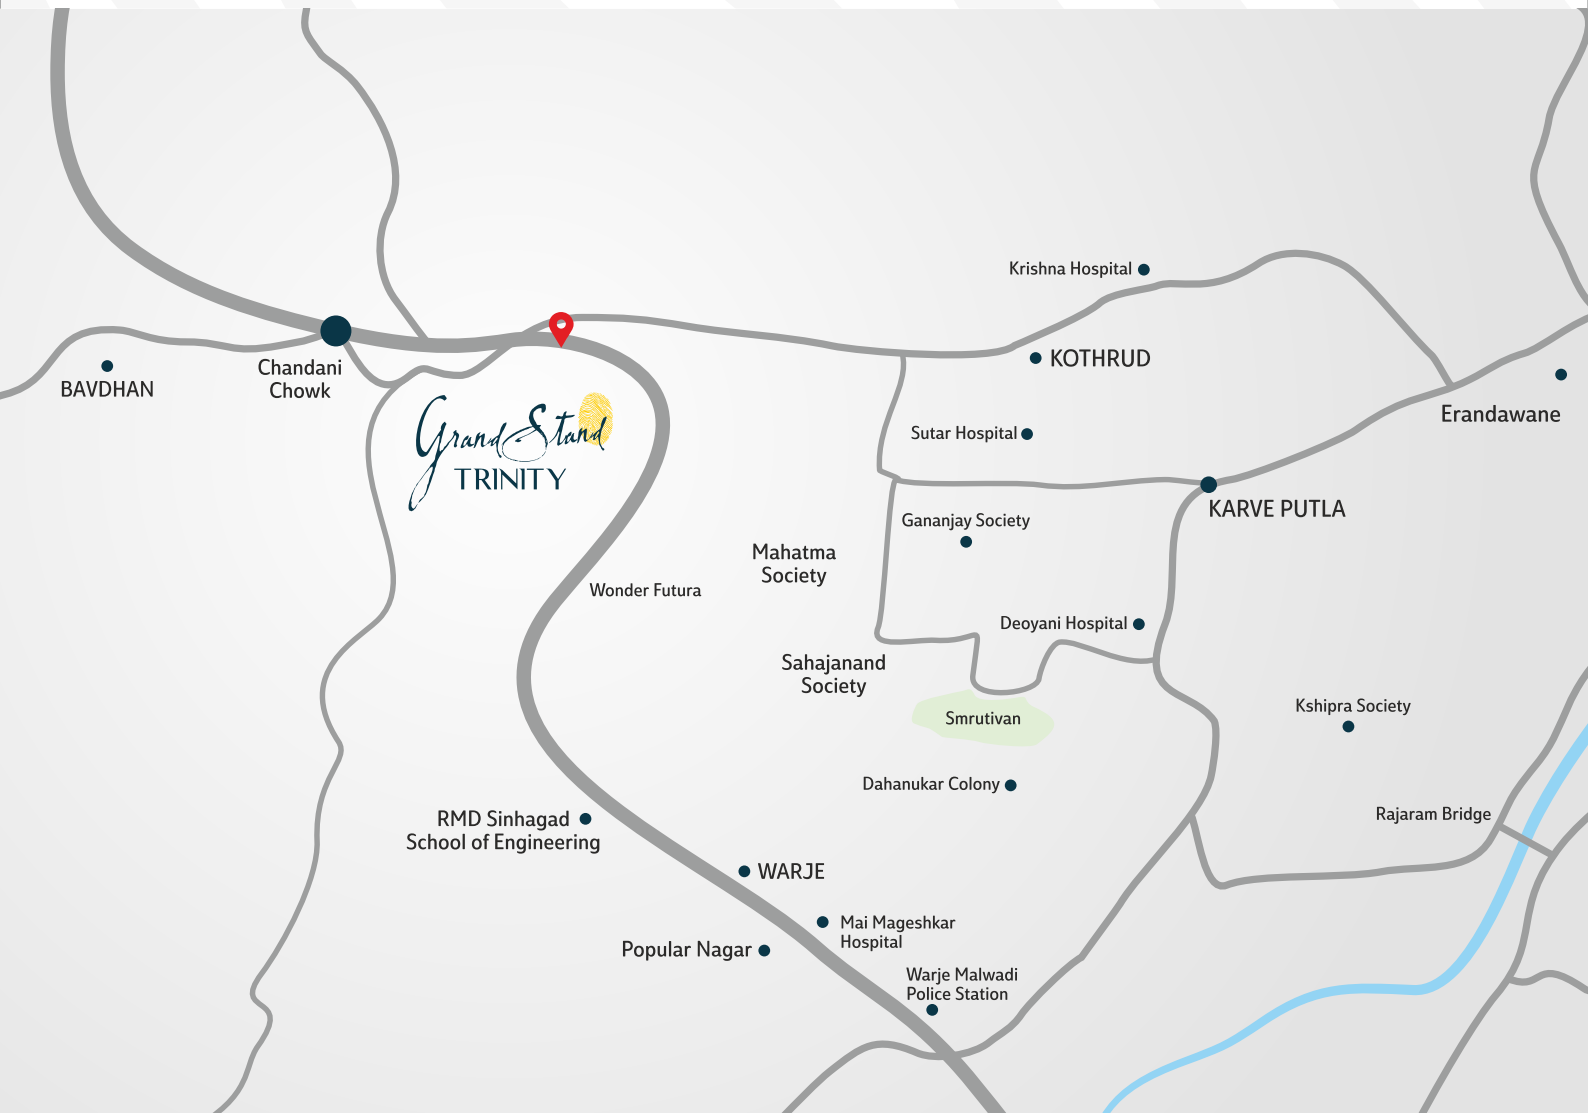 Krishna Hospital
KOTHRUD
Chandani
Chowk
BAVDHAN
Erandawane
Grand Stand
TRINITY
Sutar Hospital
KARVE PUTLA
Gananjay Society
Mahatma
Society
Wonder Futura
Deoyani Hospital
Sahajanand
Society
Smrutivan
Kshipra Society
Dahanukar Colony
Rajaram Bridge
RMD Sinhagad
School of Engineering
WARJE
Mai Mageshkar
Hospital
Popular Nagar
Warje Malwadi
Police Station